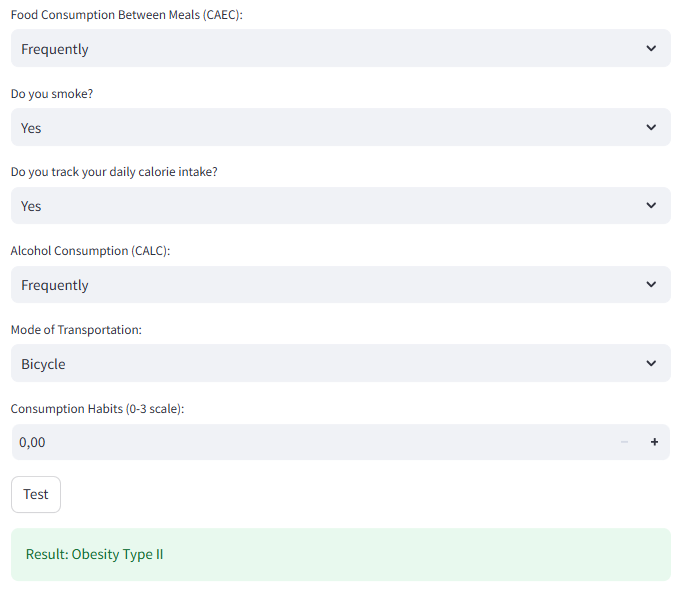 Food Consumption Between Meals (CAEC):
Frequently
Do you smoke?
Yes
Do you track your daily calorie intake?
Yes
Alcohol Consumption (CALC):
Frequently
Mode of Transportation:
Bicycle
Consumption Habits (0-3 scale):
0,00
Test
Result: Obesity Type II